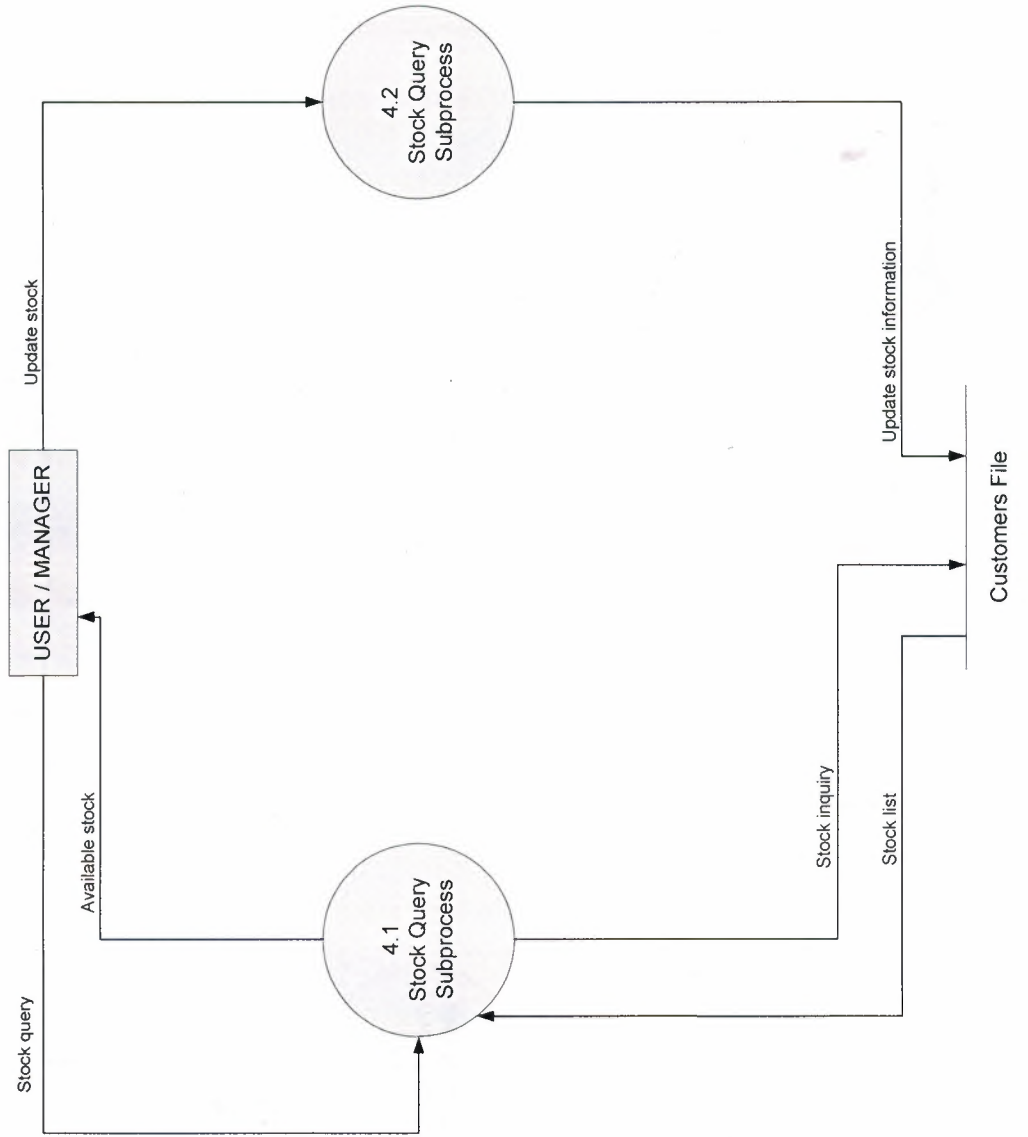 Stock query
USER / MANAGER
Update stock
Available stock
4.1
Stock Query
Subprocess
4.2
Stock Query
Subprocess
Stock inquiry
Stock list
Update stock information
Customers File